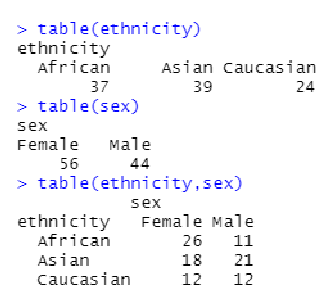 > table(ethnicity)
ethnicity
  African     Asian Caucasian
       37        39        24
> table(sex)
sex
Female   Male
    56     44
> table(ethnicity,sex)
           sex
ethnicity   Female Male
  African       26   11
  Asian         18   21
  Caucasian     12   12